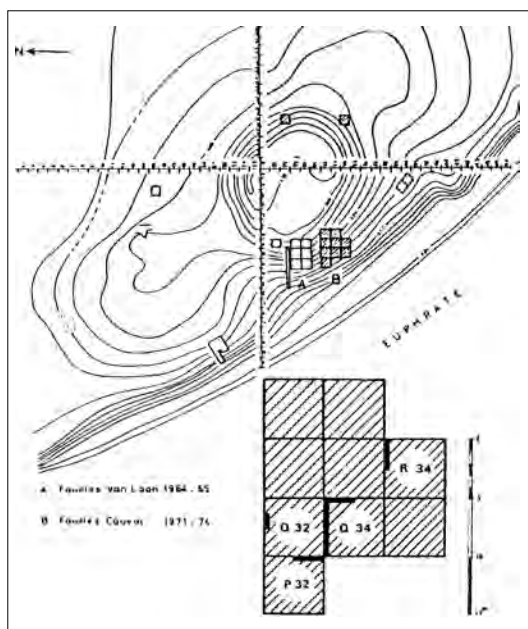 N
A
B
EUPHRATE
A Fouilles Van Loon 1964-65
B Fouilles Cauvin 1971-74
R 34
Q 32
Q 34
P 32